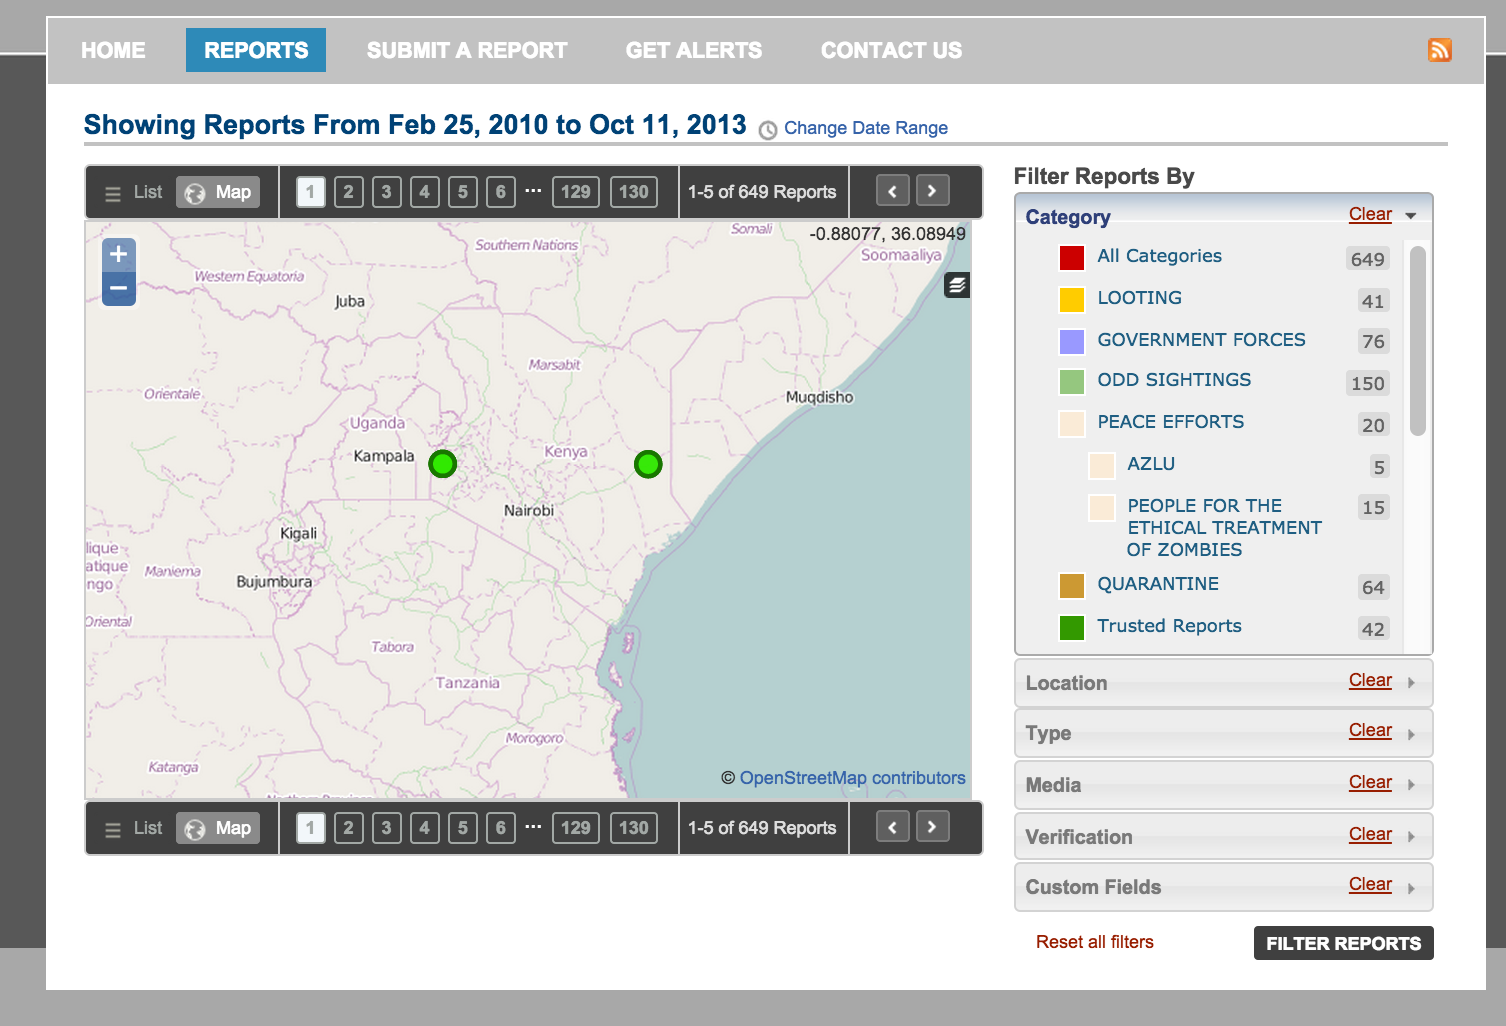 HOME REPORTS SUBMIT A REPORT GET ALERTS CONTACT US
Showing Reports From Feb 25, 2010 to Oct 11, 2013 Change Date Range
List Map 1 2 3 4 5 6 ... 129 130 1-5 of 649 Reports
Filter Reports By
Category Clear
All Categories 649
LOOTING 41
GOVERNMENT FORCES 76
ODD SIGHTINGS 150
PEACE EFFORTS 20
AZLU 5
PEOPLE FOR THE 15
ETHICAL TREATMENT
OF ZOMBIES
QUARANTINE 64
Trusted Reports 42
Location Clear
Type Clear
Media Clear
Verification Clear
Custom Fields Clear
Reset all filters FILTER REPORTS
+
−
Somali
-0.88077, 36.08949
Southern Nations
Soomaaliya
Western Equatoria
Juba
Marsabit
Orientale
Muqdisho
Uganda
Kampala
Kenya
Nairobi
Kigali
lique
atique
ngo
Maniema
Bujumbura
Oriental
Tabora
Tanzania
Morogoro
Katanga
© OpenStreetMap contributors
List Map 1 2 3 4 5 6 ... 129 130 1-5 of 649 Reports